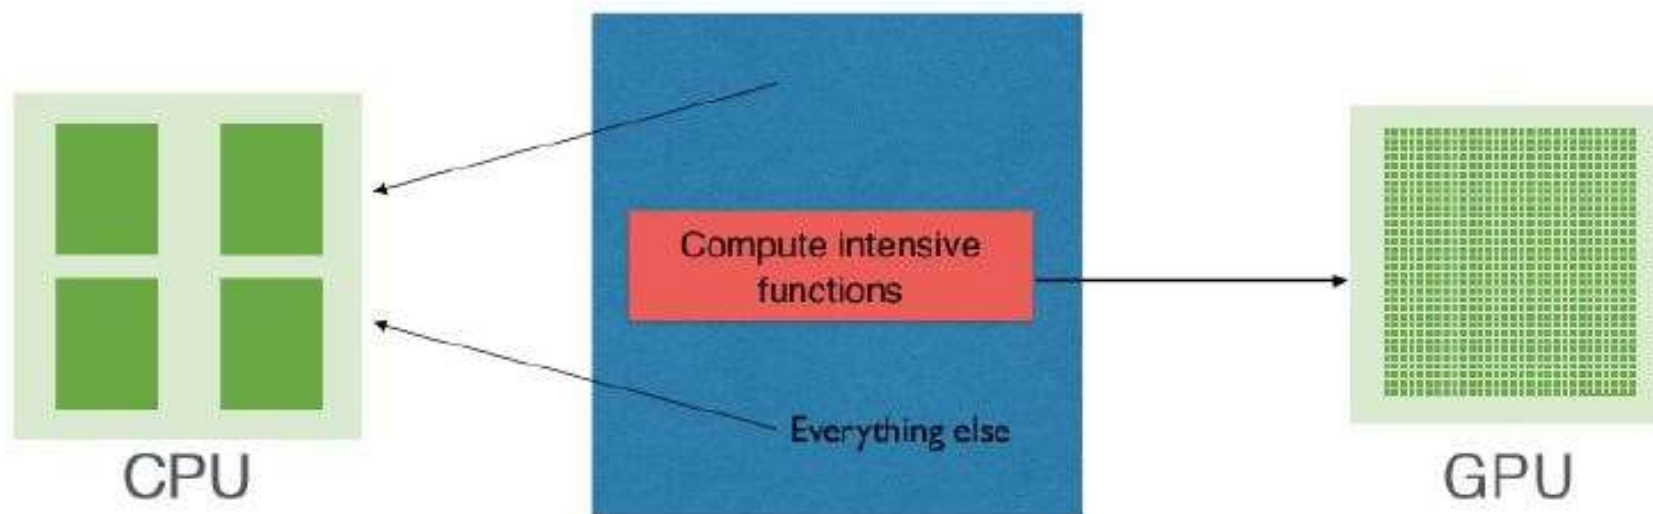 Compute intensive
functions
Everything else
CPU
GPU